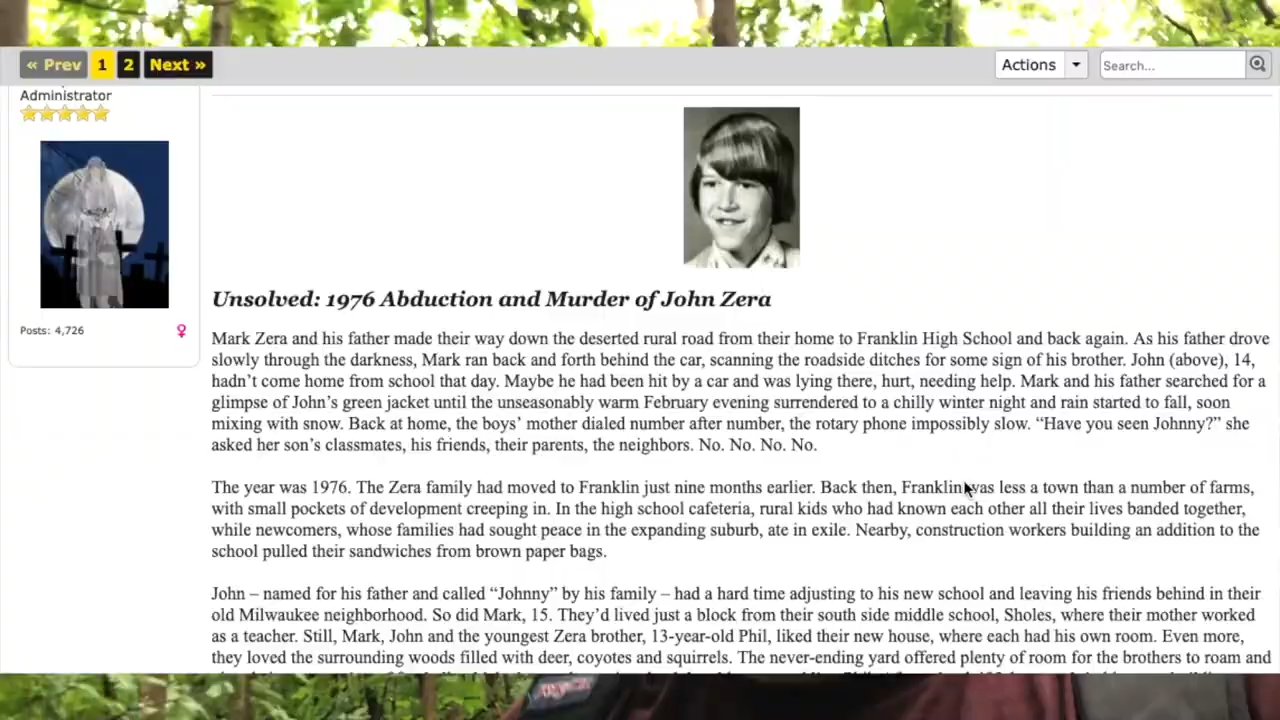 « Prev 1 2 Next »
Actions
Search...
Administrator
Posts: 4,726
Unsolved: 1976 Abduction and Murder of John Zera
Mark Zera and his father made their way down the deserted rural road from their home to Franklin High School and back again. As his father drove
slowly through the darkness, Mark ran back and forth behind the car, scanning the roadside ditches for some sign of his brother. John (above), 14,
hadn’t come home from school that day. Maybe he had been hit by a car and was lying there, hurt, needing help. Mark and his father searched for a
glimpse of John’s green jacket until the unseasonably warm February evening surrendered to a chilly winter night and rain started to fall, soon
mixing with snow. Back at home, the boys’ mother dialed number after number, the rotary phone impossibly slow. “Have you seen Johnny?” she
asked her son’s classmates, his friends, their parents, the neighbors. No. No. No. No.
The year was 1976. The Zera family had moved to Franklin just nine months earlier. Back then, Franklin was less a town than a number of farms,
with small pockets of development creeping in. In the high school cafeteria, rural kids who had known each other all their lives banded together,
while newcomers, whose families had sought peace in the expanding suburb, ate in exile. Nearby, construction workers building an addition to the
school pulled their sandwiches from brown paper bags.
John – named for his father and called “Johnny” by his family – had a hard time adjusting to his new school and leaving his friends behind in their
old Milwaukee neighborhood. So did Mark, 15. They’d lived just a block from their south side middle school, Sholes, where their mother worked
as a teacher. Still, Mark, John and the youngest Zera brother, 13-year-old Phil, liked their new house, where each had his own room. Even more,
they loved the surrounding woods filled with deer, coyotes and squirrels. The never-ending yard offered plenty of room for the brothers to roam and